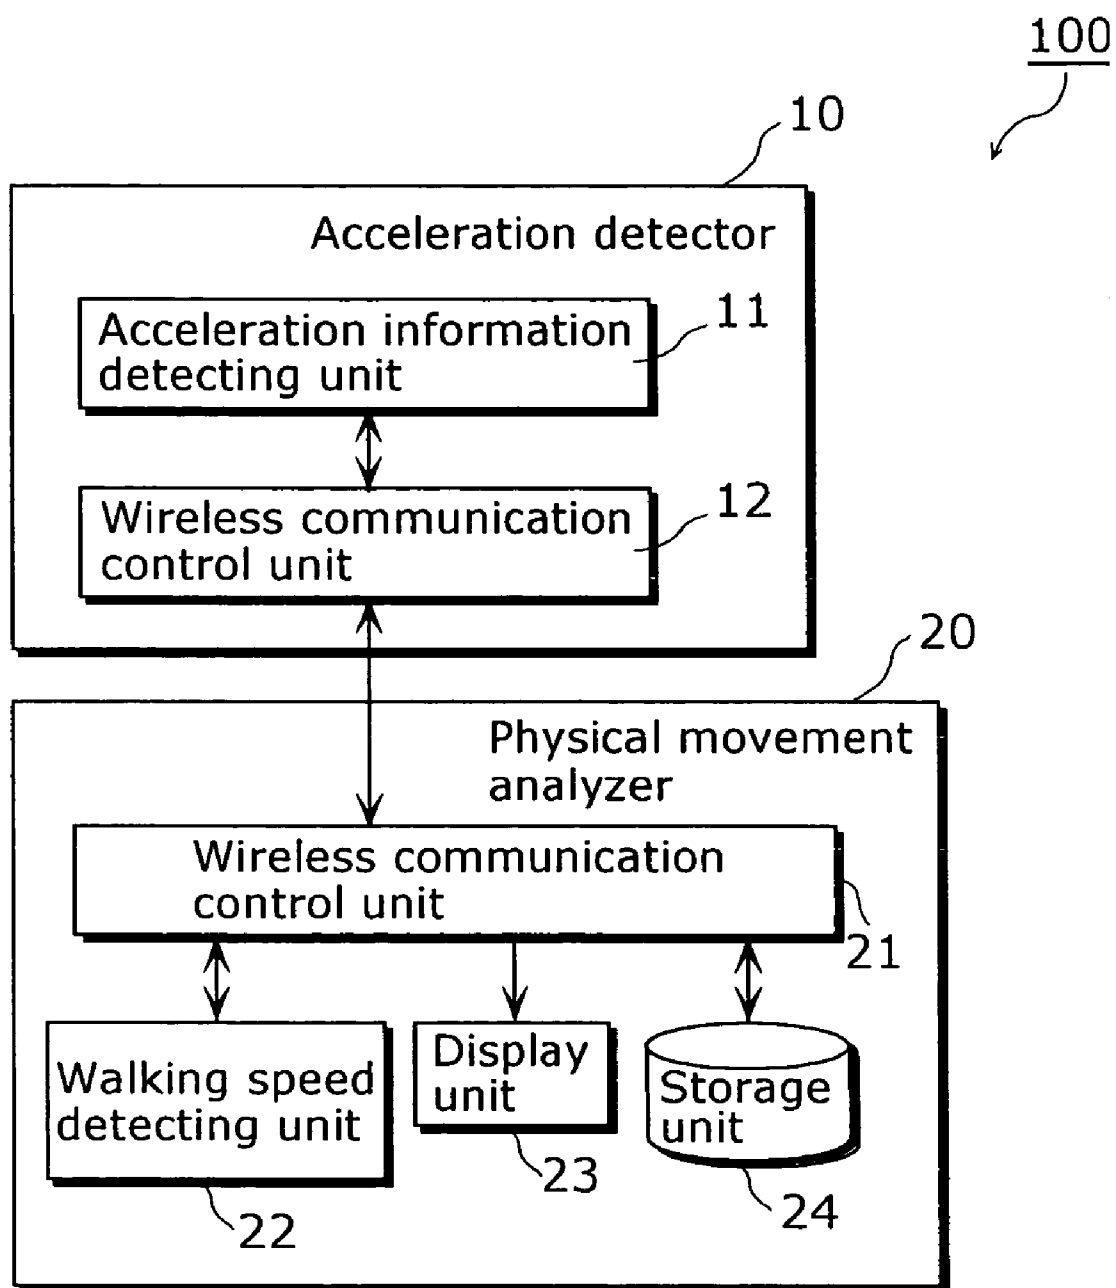 100
10
Acceleration detector
Acceleration information
detecting unit
11
Wireless communication
control unit
12
20
Physical movement
analyzer
Wireless communication
control unit
21
Walking speed
detecting unit
22
Display
unit
23
Storage
unit
24